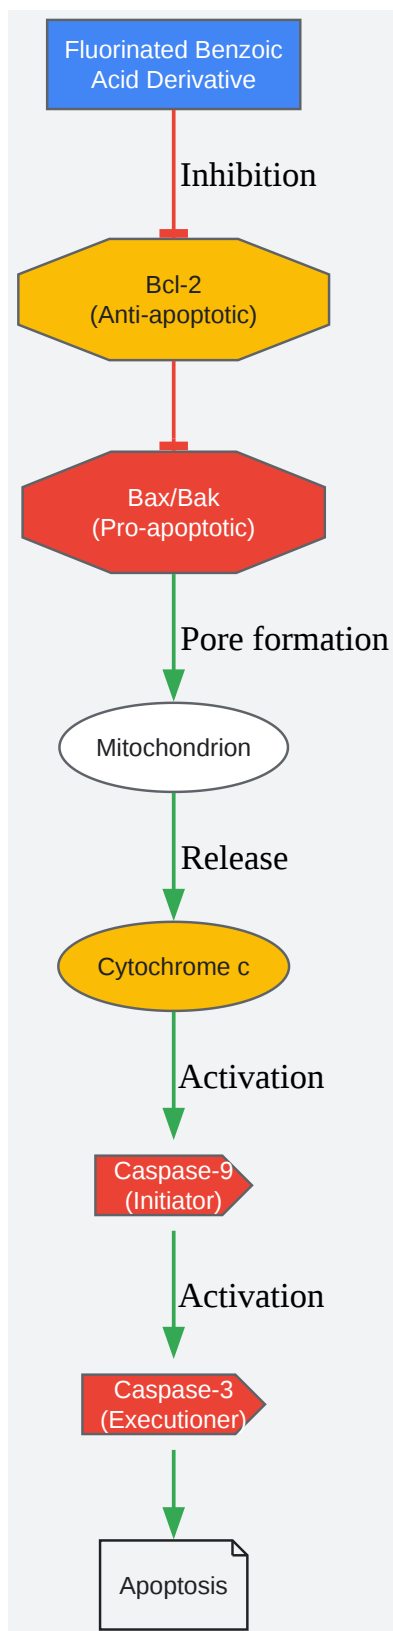 Fluorinated Benzoic
Acid Derivative
Inhibition
Bcl-2
(Anti-apoptotic)
Bax/Bak
(Pro-apoptotic)
Pore formation
Mitochondrion
Release
Cytochrome c
Activation
Caspase-9
(Initiator)
Activation
Caspase-3
(Executioner)
Apoptosis